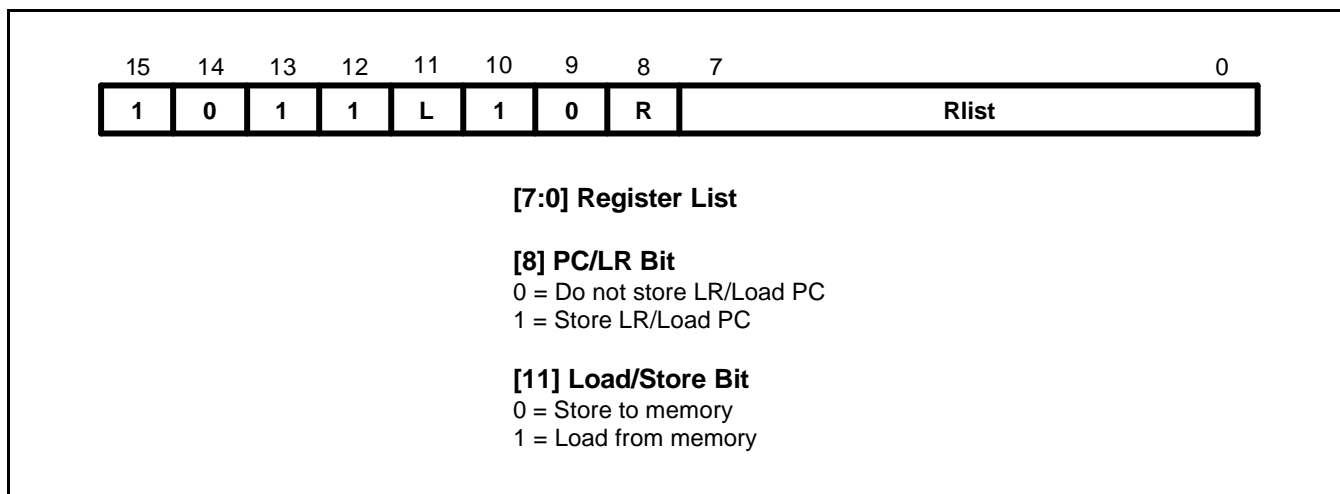 15 14 13 12 11 10 9 8 7 0
1 0 1 1 L 1 0 R Rlist
[7:0] Register List
[8] PC/LR Bit
0 = Do not store LR/Load PC
1 = Store LR/Load PC
[11] Load/Store Bit
0 = Store to memory
1 = Load from memory